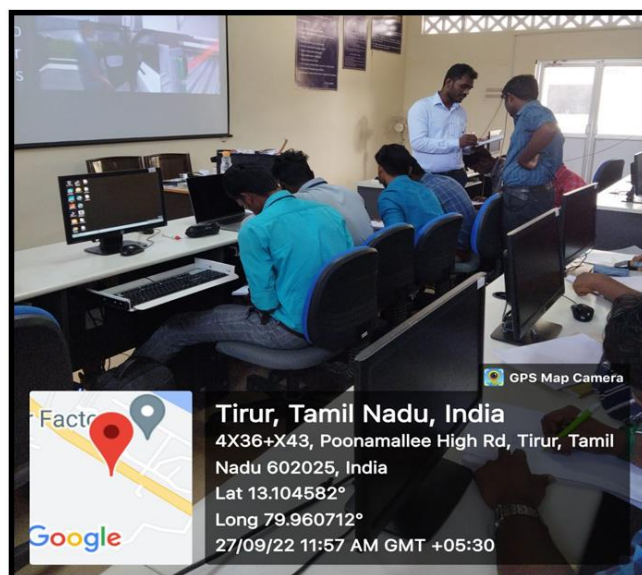 o
r
s
GPS Map Camera
r Facto
Google
Tirur, Tamil Nadu, India
4X36+X43, Poonamallee High Rd, Tirur, Tamil
Nadu 602025, India
Lat 13.104582°
Long 79.960712°
27/09/22 11:57 AM GMT +05:30